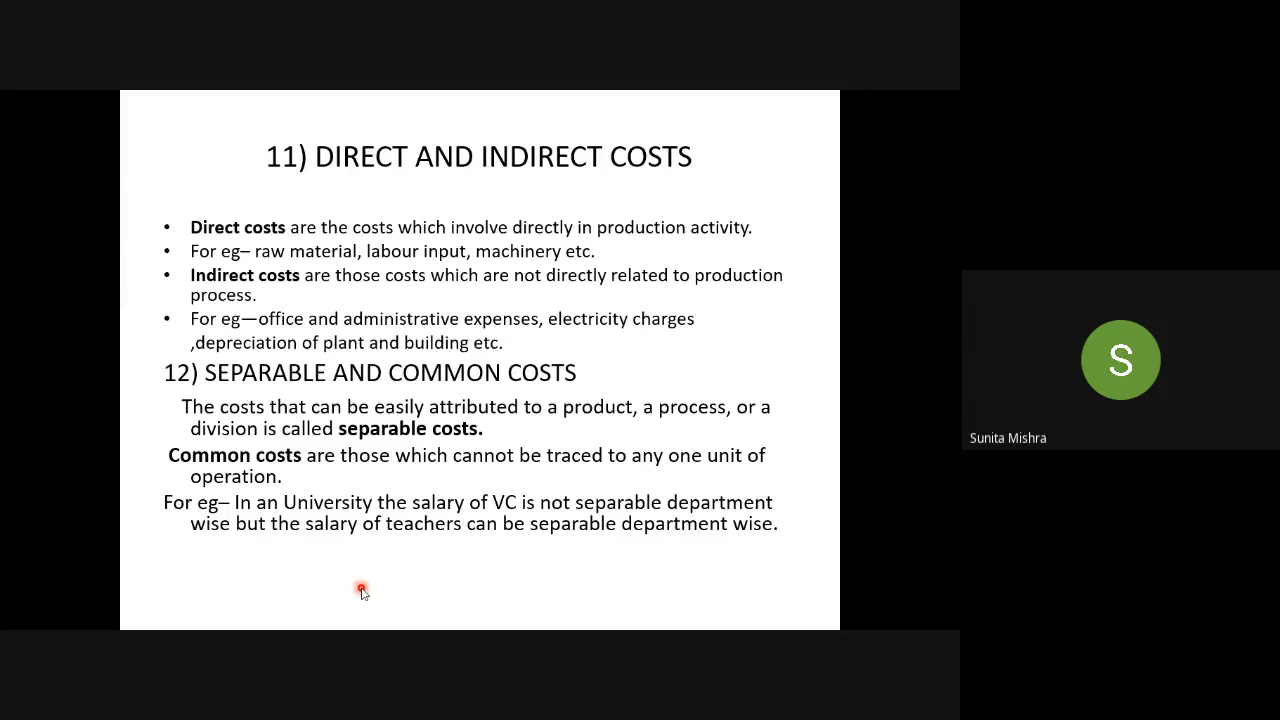 11) DIRECT AND INDIRECT COSTS
• Direct costs are the costs which involve directly in production activity.
• For eg– raw material, labour input, machinery etc.
• Indirect costs are those costs which are not directly related to production
process.
• For eg—office and administrative expenses, electricity charges
,depreciation of plant and building etc.
12) SEPARABLE AND COMMON COSTS
The costs that can be easily attributed to a product, a process, or a
division is called separable costs.
Common costs are those which cannot be traced to any one unit of
operation.
For eg– In an University the salary of VC is not separable department
wise but the salary of teachers can be separable department wise.
S
Sunita Mishra